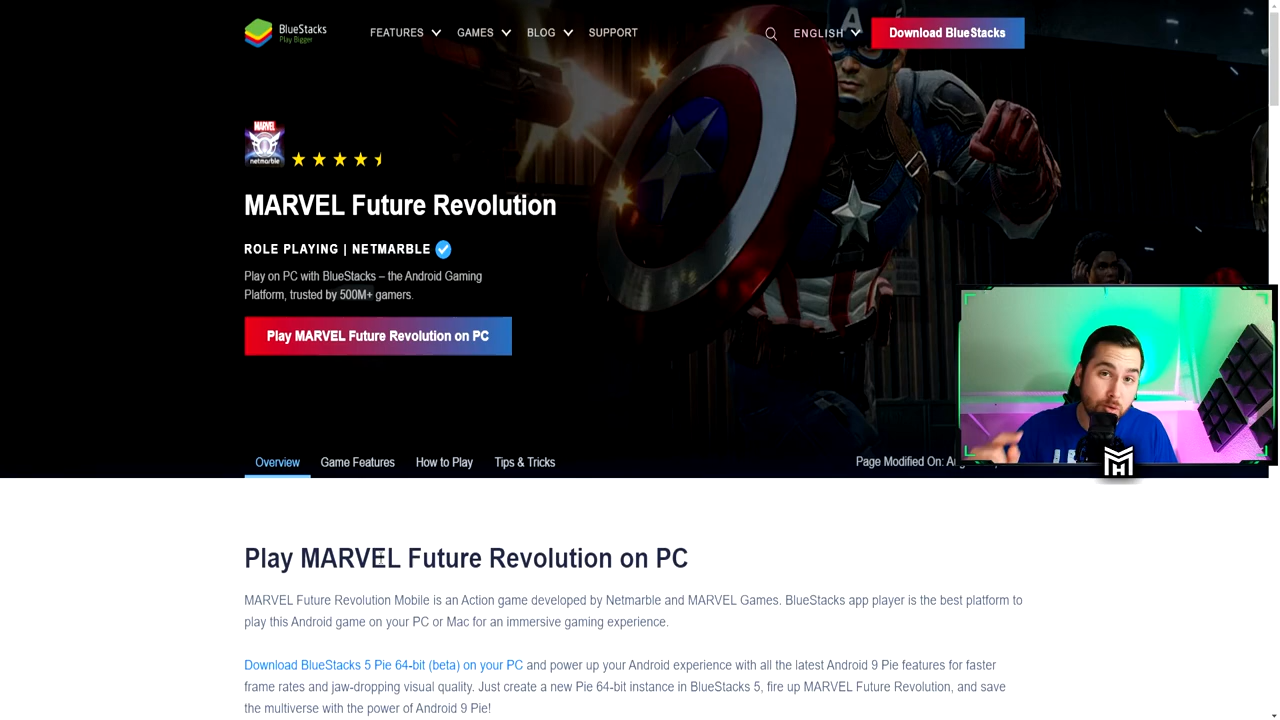 BlueStacks
Play Bigger
FEATURES
GAMES
BLOG
SUPPORT
ENGLISH
Download BlueStacks
MARVEL
netmarble
MARVEL Future Revolution
ROLE PLAYING | NETMARBLE
Play on PC with BlueStacks – the Android Gaming
Platform, trusted by 500M+ gamers.
Play MARVEL Future Revolution on PC
Overview
Game Features
How to Play
Tips & Tricks
Page Modified On:
Play MARVEL Future Revolution on PC
MARVEL Future Revolution Mobile is an Action game developed by Netmarble and MARVEL Games. BlueStacks app player is the best platform to
play this Android game on your PC or Mac for an immersive gaming experience.
Download BlueStacks 5 Pie 64-bit (beta) on your PC and power up your Android experience with all the latest Android 9 Pie features for faster
frame rates and jaw-dropping visual quality. Just create a new Pie 64-bit instance in BlueStacks 5, fire up MARVEL Future Revolution, and save
the multiverse with the power of Android 9 Pie!